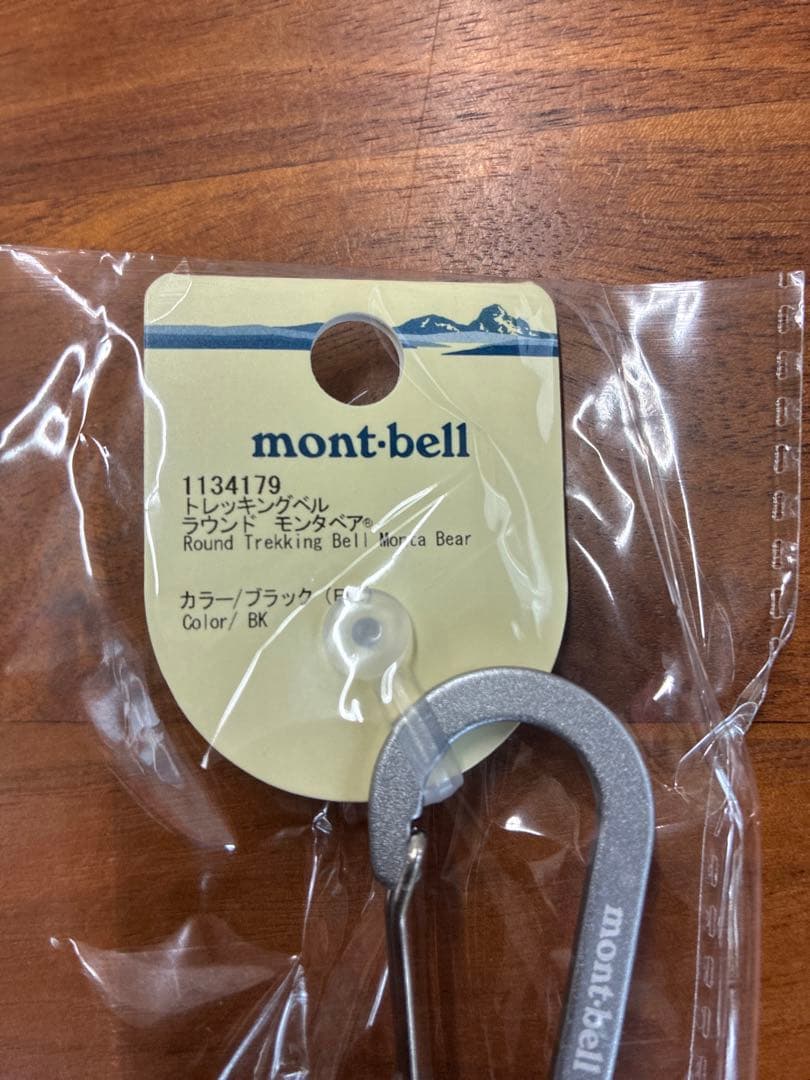 mont·bell
1134179
トレッキングベル
ラウンド モンタベア®
Round Trekking Bell Monta Bear
カラー/ブラック
Color/ BK
mont·bell